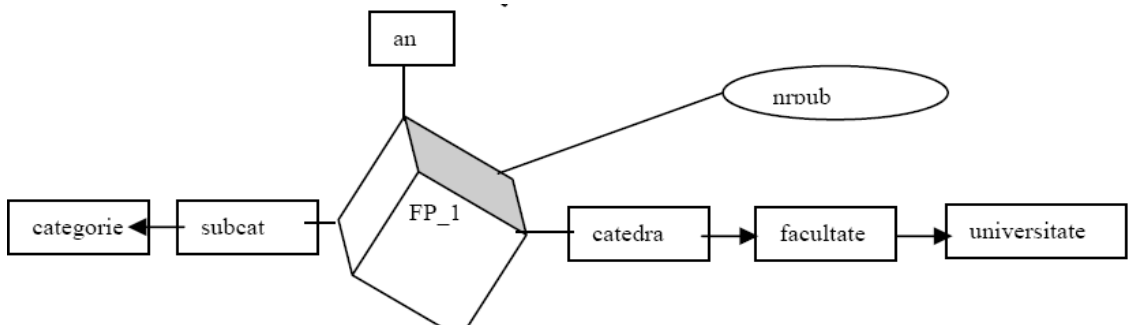 an
nrpub
FP_1
categorie
subcat
catedra
facultate
universitate